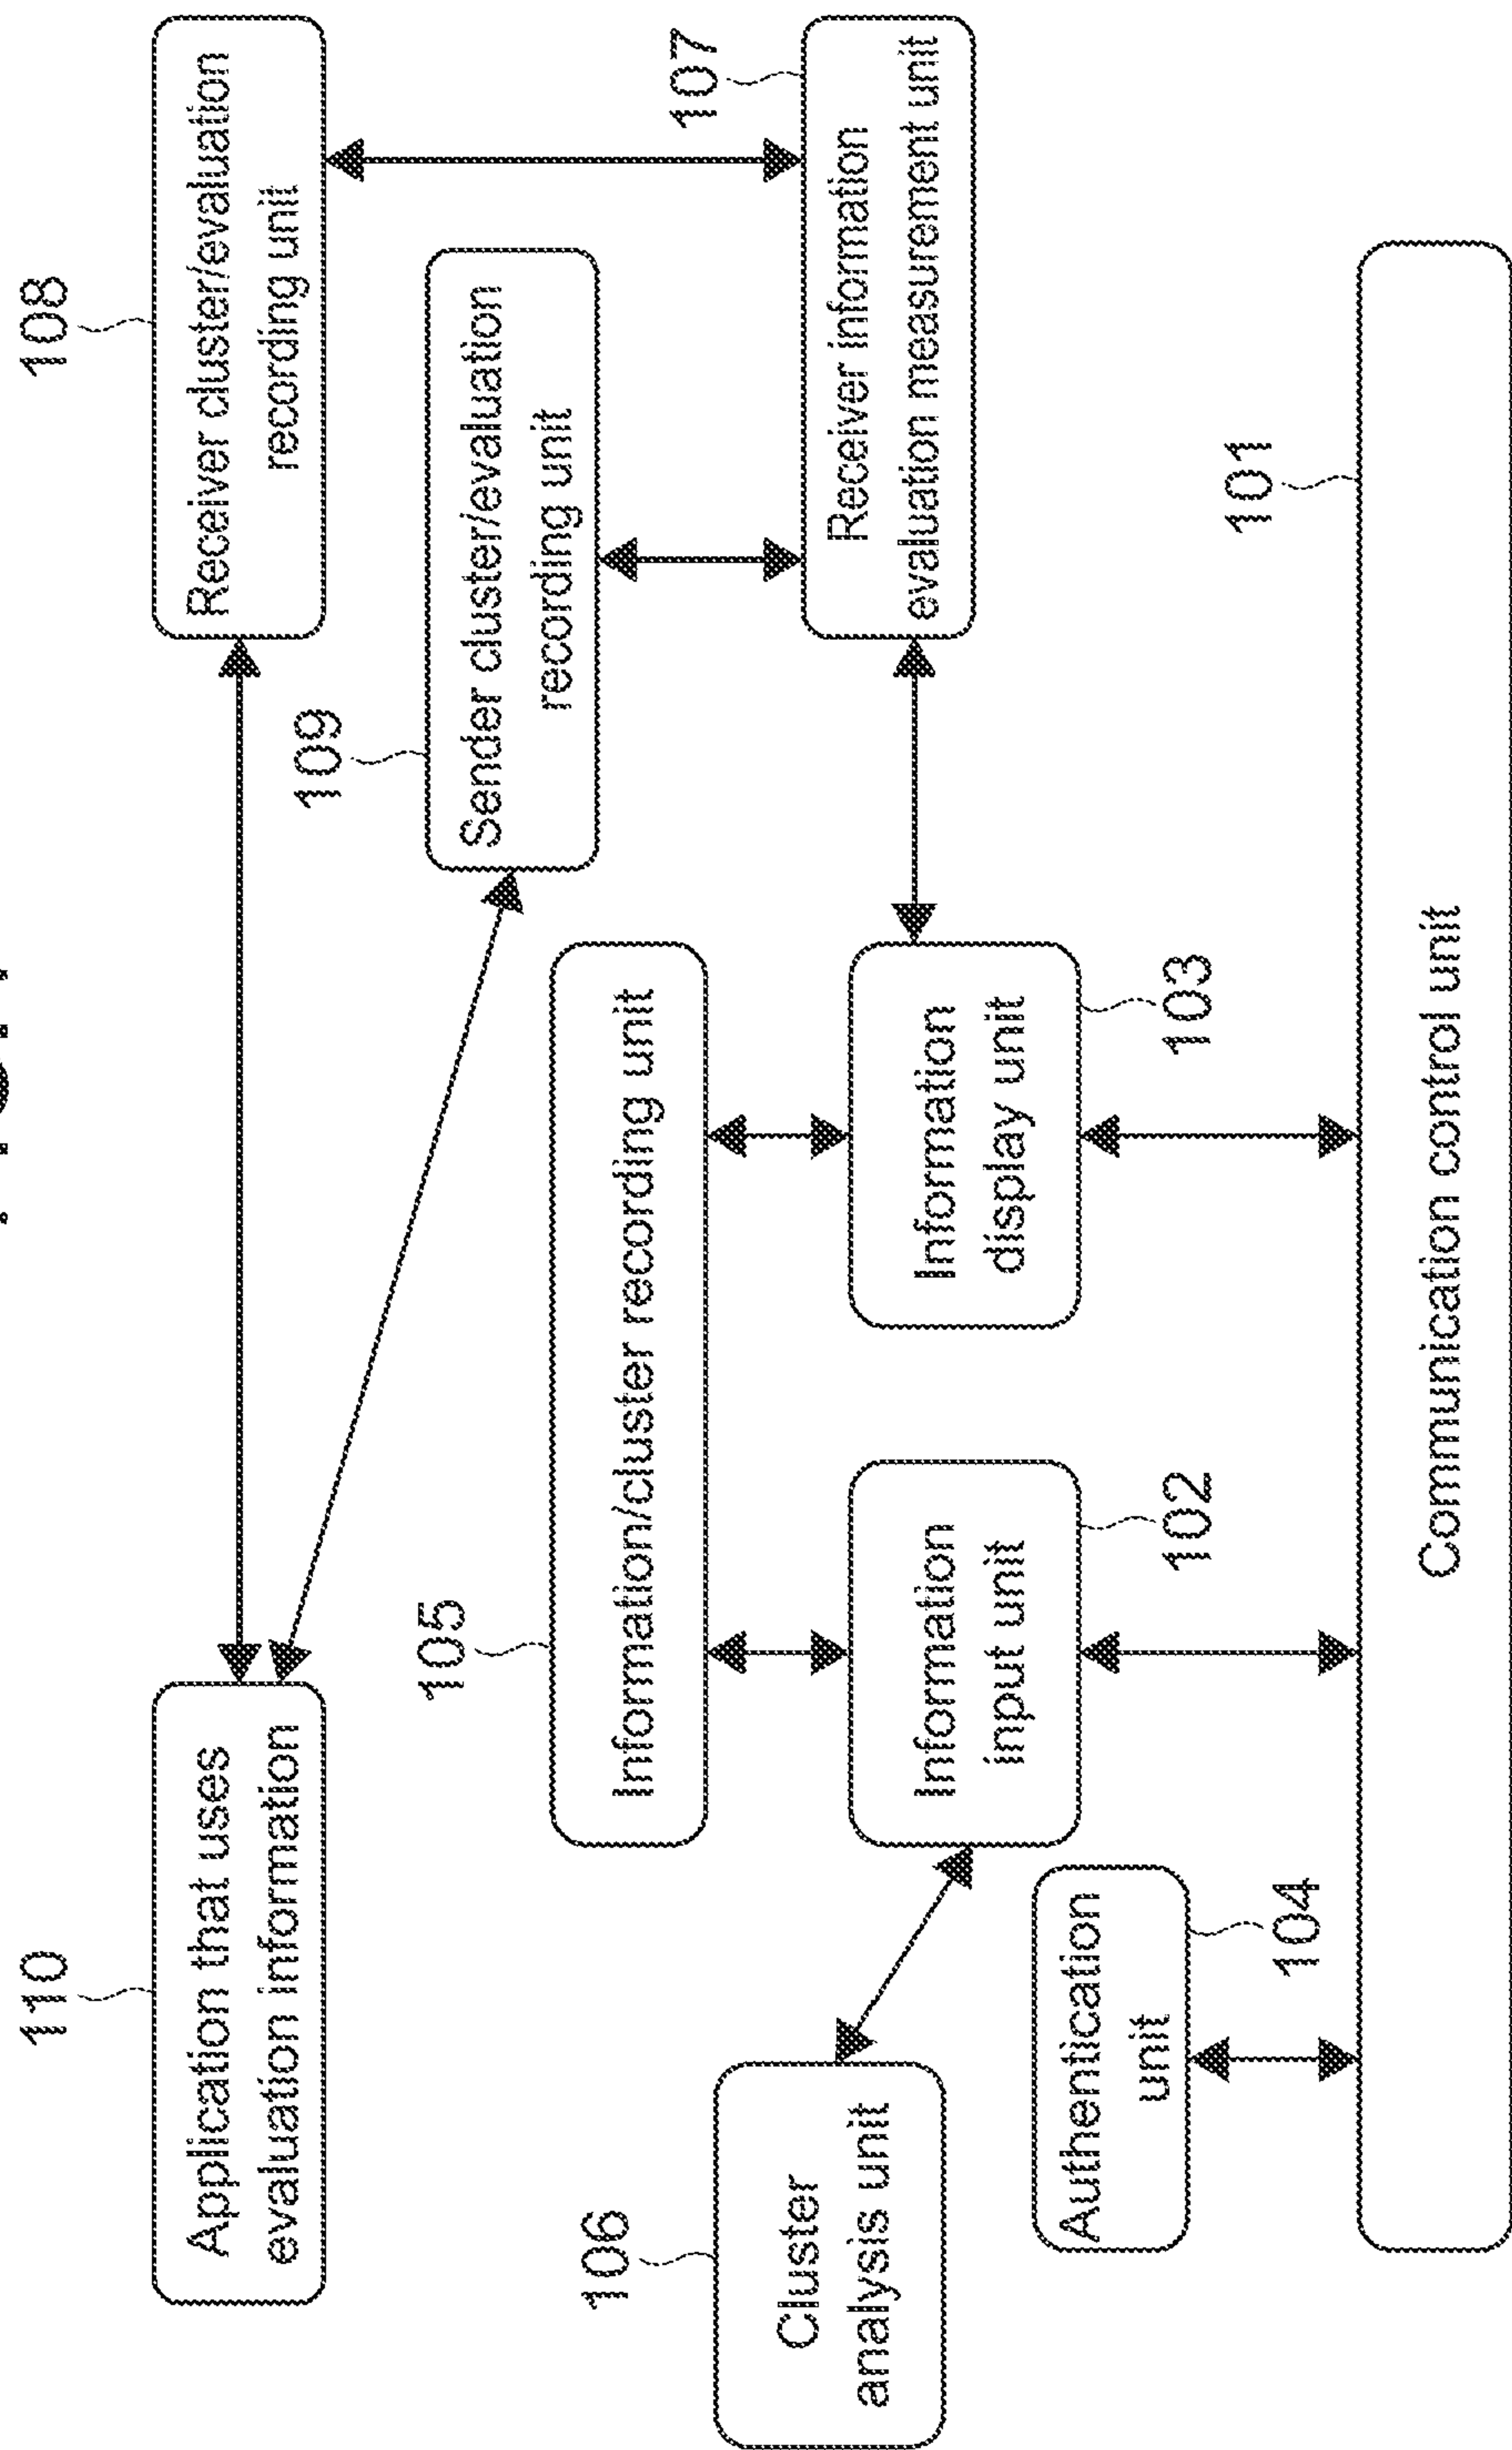 110
Application that uses
evaluation information
108
Receiver cluster/evaluation
recording unit
109
Sender cluster/evaluation
recording unit
105
Information/cluster recording unit
106
Cluster
analysis unit
Information
input unit
102
Information
display unit
103
107
Receiver information
evaluation measurement unit
Authentication
unit
104
101
Communication control unit